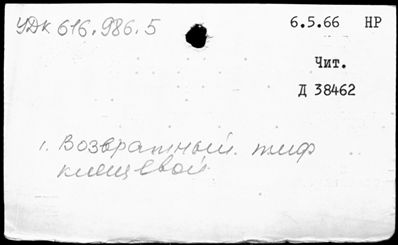 УДК 616.986.5
6.5.66 НР
Чит.
Д 38462
1. Возвратный тиф
клещевой